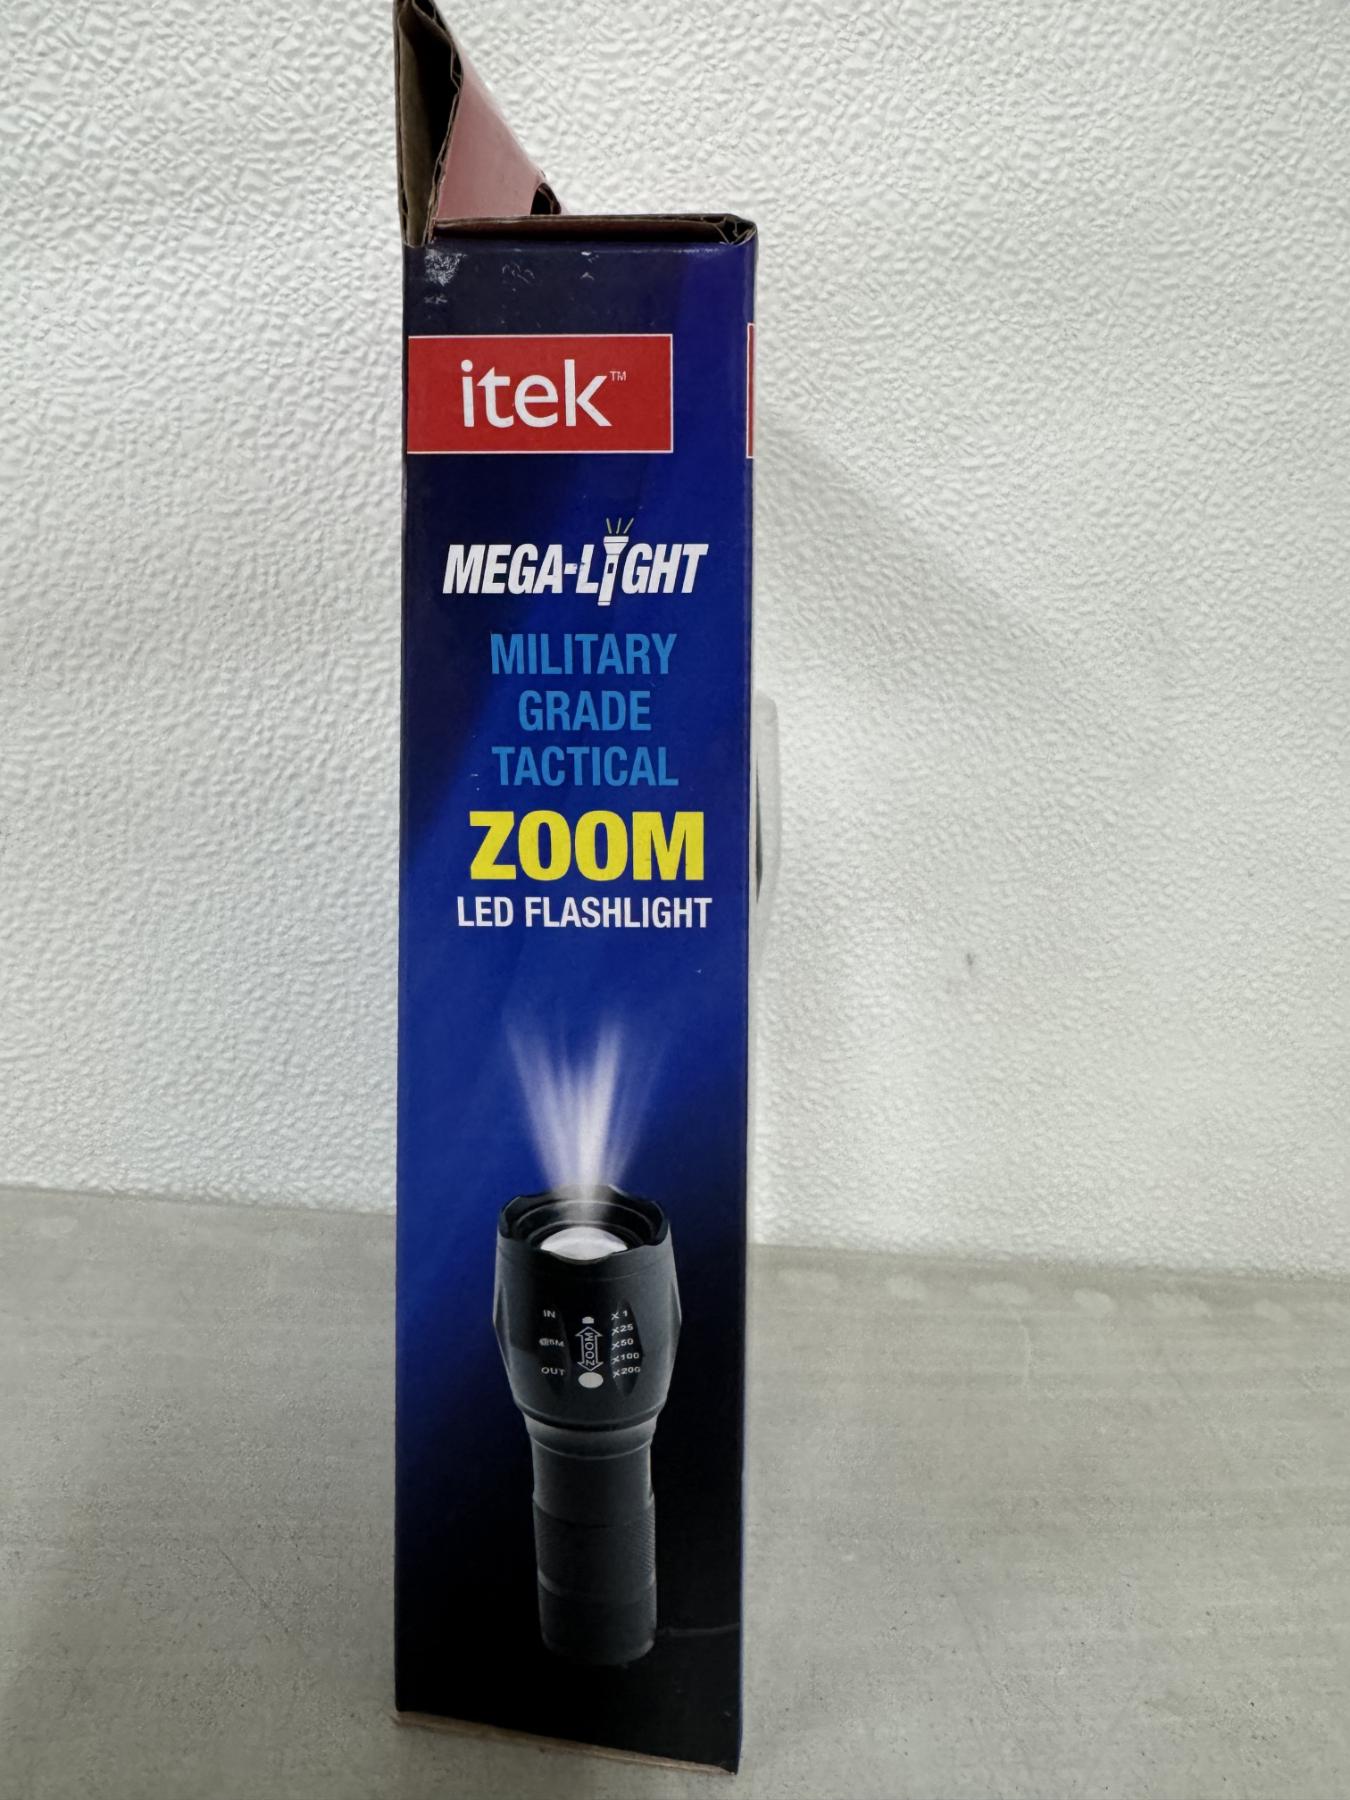 itek™
MEGA-LIGHT
MILITARY
GRADE
TACTICAL
ZOOM
LED FLASHLIGHT
IN
OUT
ZOOM
X1
X25
X50
X100
X200